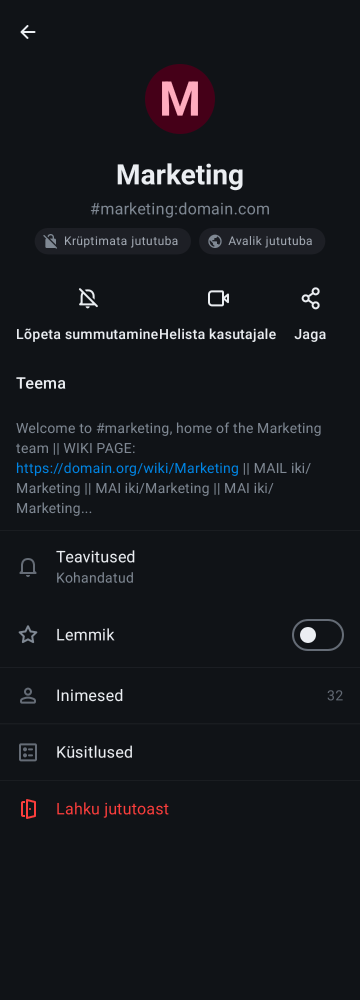 M
Marketing
#marketing:domain.com
Krüptimata jututuba
Avalik jututuba
Lõpeta summutamine
Helista kasutajale
Jaga
Teema
Welcome to #marketing, home of the Marketing
team || WIKI PAGE:
https://domain.org/wiki/Marketing || MAIL iki/
Marketing || MAI iki/Marketing || MAI iki/
Marketing...
Teavitused
Kohandatud
Lemmik
Inimesed 32
Küsitlused
Lahku jututoast